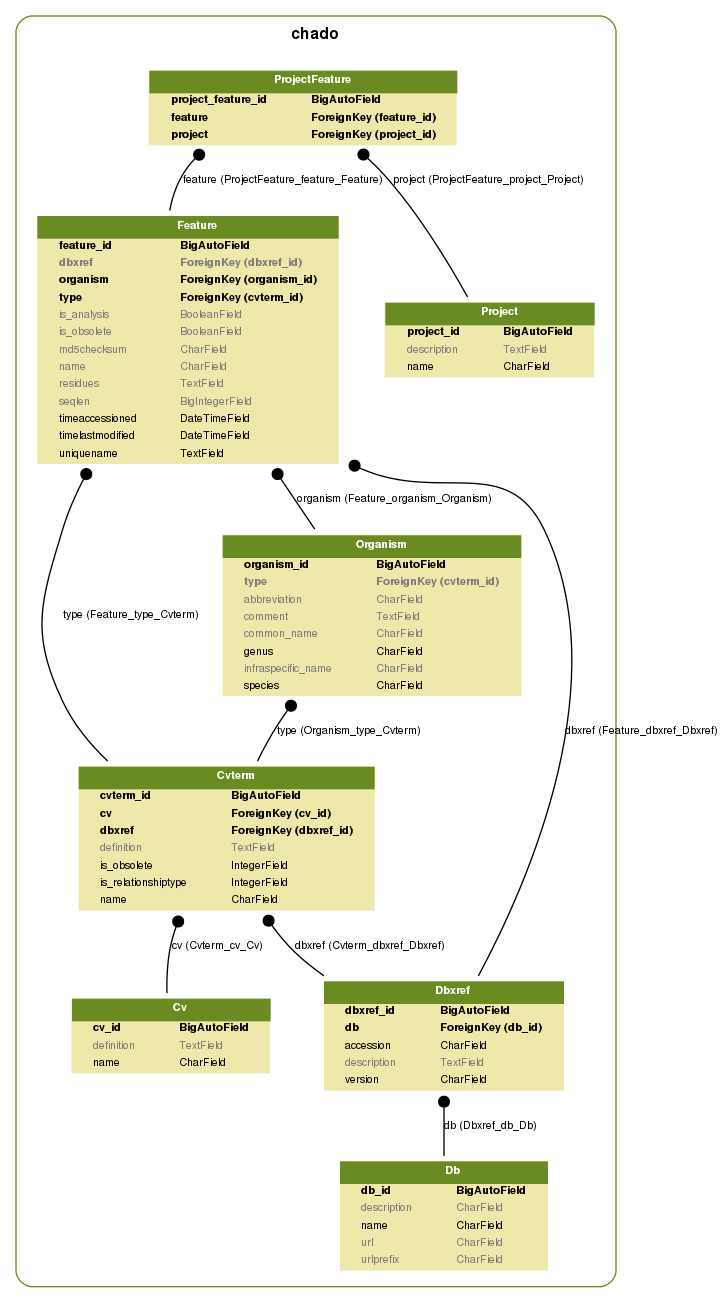 chado
ProjectFeature
project_feature_id BigAutoField
feature ForeignKey (feature_id)
project ForeignKey (project_id)
feature (ProjectFeature_feature_Feature) project (ProjectFeature_project_Project)
Feature
feature_id BigAutoField
dbxref ForeignKey (dbxref_id)
organism ForeignKey (organism_id)
type ForeignKey (cvterm_id)
is_analysis BooleanField
is_obsolete BooleanField
md5checksum CharField
name CharField
residues TextField
seqlen BigIntegerField
timeaccessioned DateTimeField
timelastmodified DateTimeField
uniquename TextField
Project
project_id BigAutoField
description TextField
name CharField
organism (Feature_organism_Organism)
Organism
organism_id BigAutoField
type ForeignKey (cvterm_id)
abbreviation CharField
comment TextField
common_name CharField
genus CharField
infraspecific_name CharField
species CharField
type (Feature_type_Cvterm)
type (Organism_type_Cvterm)
dbxref (Feature_dbxref_Dbxref)
Cvterm
cvterm_id BigAutoField
cv ForeignKey (cv_id)
dbxref ForeignKey (dbxref_id)
definition TextField
is_obsolete IntegerField
is_relationshiptype IntegerField
name CharField
cv (Cvterm_cv_Cv)
dbxref (Cvterm_dbxref_Dbxref)
Cv
cv_id BigAutoField
definition TextField
name CharField
Dbxref
dbxref_id BigAutoField
db ForeignKey (db_id)
accession CharField
description TextField
version CharField
db (Dbxref_db_Db)
Db
db_id BigAutoField
description CharField
name CharField
url CharField
urlprefix CharField